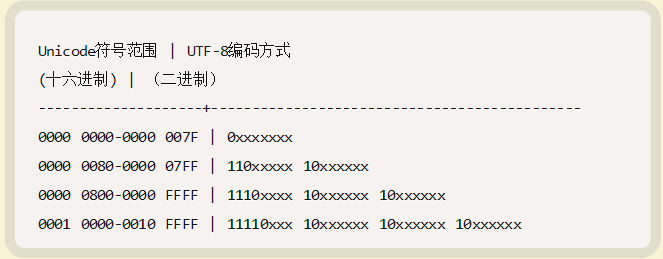 Unicode符号范围 | UTF-8编码方式
(十六进制) | （二进制）
--------------------+---------------------------------------------
0000 0000-0000 007F | 0xxxxxxx
0000 0080-0000 07FF | 110xxxxx 10xxxxxx
0000 0800-0000 FFFF | 1110xxxx 10xxxxxx 10xxxxxx
0001 0000-0010 FFFF | 11110xxx 10xxxxxx 10xxxxxx 10xxxxxx